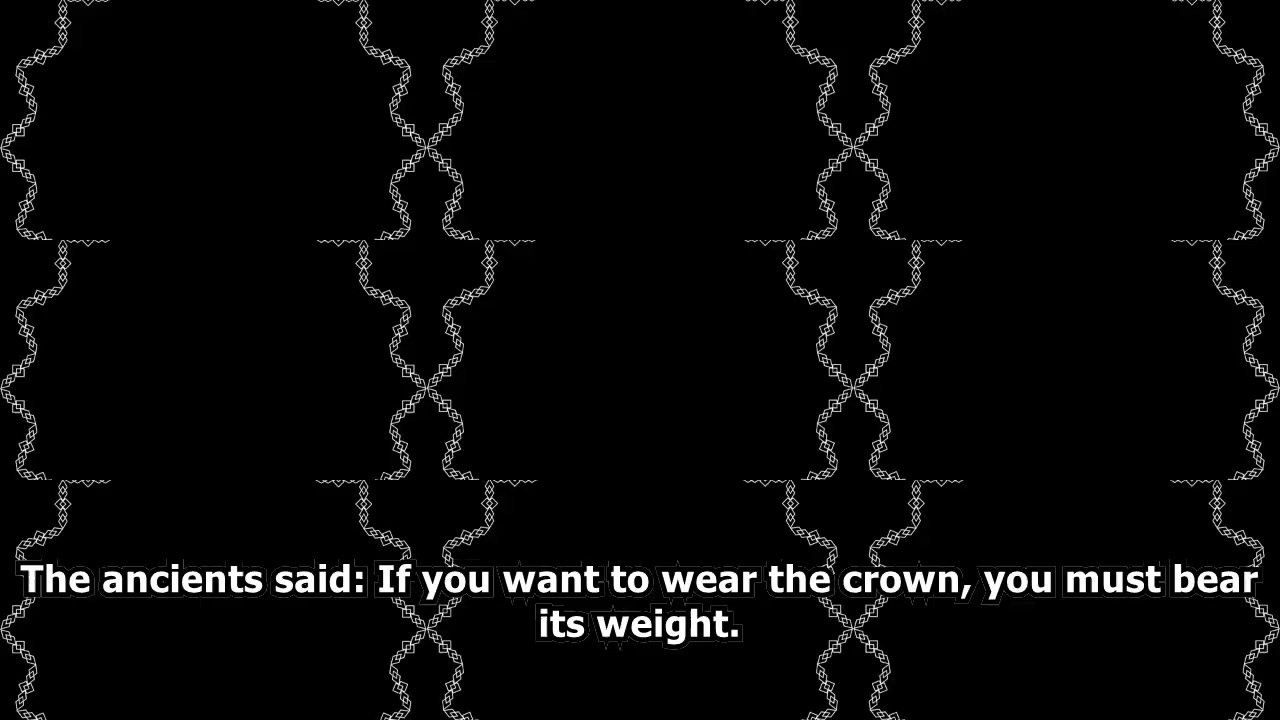 The ancients said: If you want to wear the crown, you must bear
its weight.